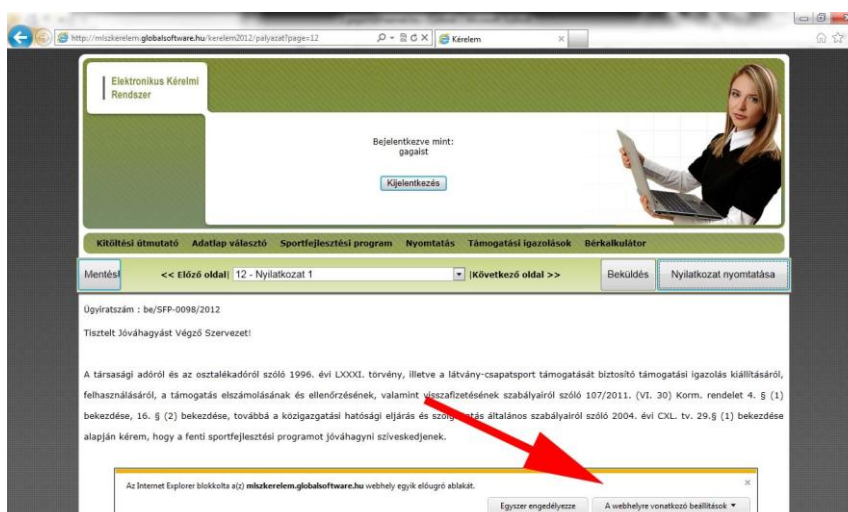 http://mlszkerelem.globalsoftware.hu/kerelem2012/palyazat?page=12
Kérelem
Elektronikus Kérelmi
Rendszer
Bejelentkezve mint:
gagaist
Kijelentkezés
Kitöltési útmutató Adatlap választó Sportfejlesztési program Nyomtatás Támogatási igazolások Bérkalkulátor
Mentés! << Előző oldal| 12 - Nyilatkozat 1 |Következő oldal >> Beküldés Nyilatkozat nyomtatása
Ügyiratszám : be/SFP-0098/2012
Tisztelt Jóváhagyást Végző Szervezet!
A társasági adóról és az osztalékadóról szóló 1996. évi LXXXI. törvény, illetve a látvány-csapatsport támogatását biztosító támogatási igazolás kiállításáról,
felhasználásáról, a támogatás elszámolásának és ellenőrzésének, valamint visszafizetésének szabályairól szóló 107/2011. (VI. 30) Korm. rendelet 4. § (1)
bekezdése, 16. § (2) bekezdése, továbbá a közigazgatási hatósági eljárás és szolgáltatás általános szabályairól szóló 2004. évi CXL. tv. 29.§ (1) bekezdése
alapján kérem, hogy a fenti sportfejlesztési programot jóváhagyni szíveskedjenek.
Az Internet Explorer blokkolta a(z) mlszkerelem.globalsoftware.hu webhely egyik előugró ablakát.
Egyszer engedélyezze A webhelyre vonatkozó beállítások